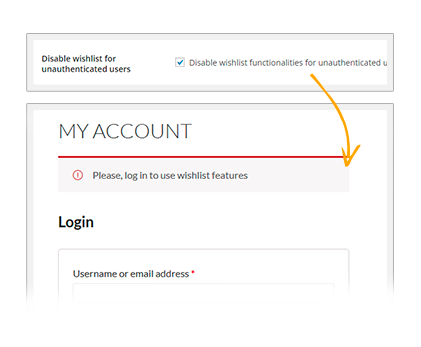 Disable wishlist for
unauthenticated users
Disable wishlist functionalities for unauthenticated u
MY ACCOUNT
Please, log in to use wishlist features
Login
Username or email address *